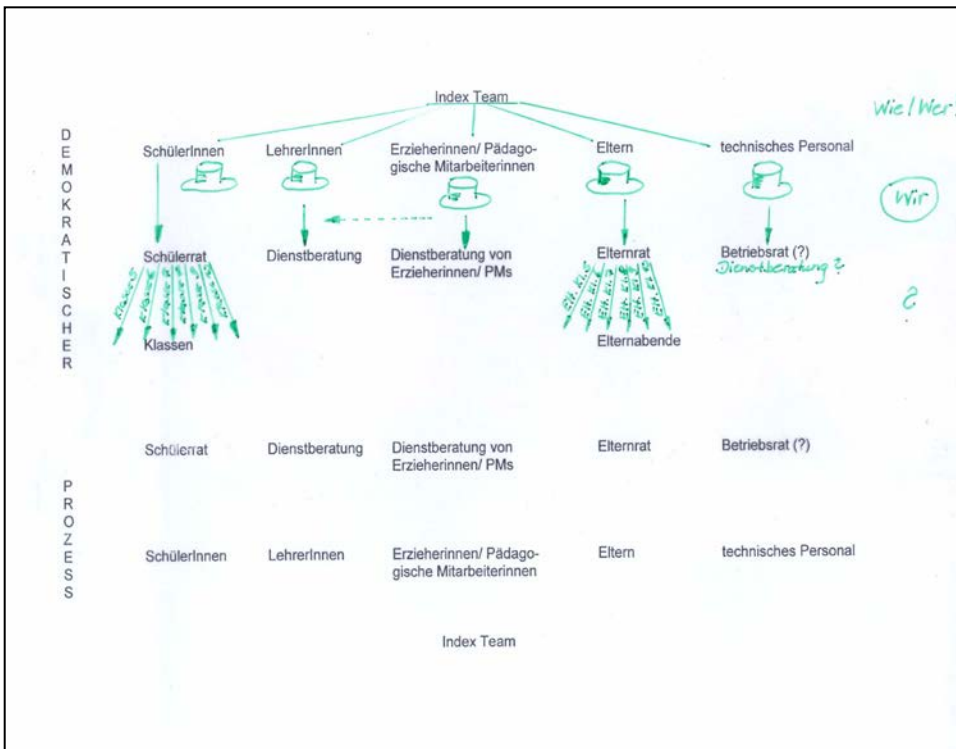 Index Team
Wie/Wer
DEMOKRATISCHER
SchülerInnen
LehrerInnen
Erzieherinnen/ Pädago-
gische Mitarbeiterinnen
Eltern
technisches Personal
Wir
Schülerrat
Dienstberatung
Dienstberatung von
Erzieherinnen/ PMs
Elternrat
Betriebsrat (?)
Dienstberatung ?
?
Klassen
Elternabende
Schülerrat
Dienstberatung
Dienstberatung von
Erzieherinnen/ PMs
Elternrat
Betriebsrat (?)
PROZESS
SchülerInnen
LehrerInnen
Erzieherinnen/ Pädago-
gische Mitarbeiterinnen
Eltern
technisches Personal
Index Team